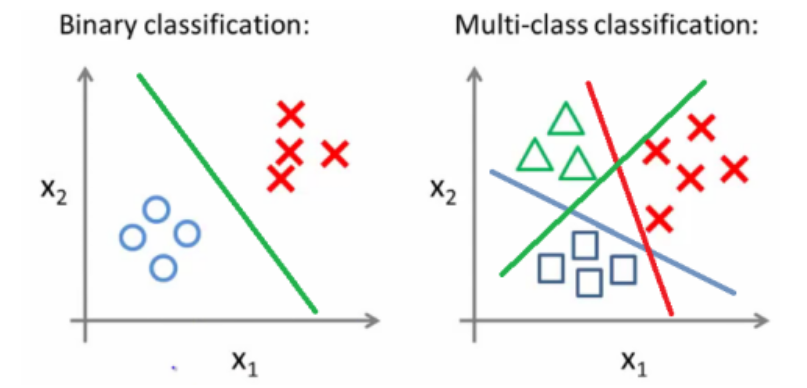 Binary classification:
Multi-class classification:
x₂
x₂
x₁
x₁